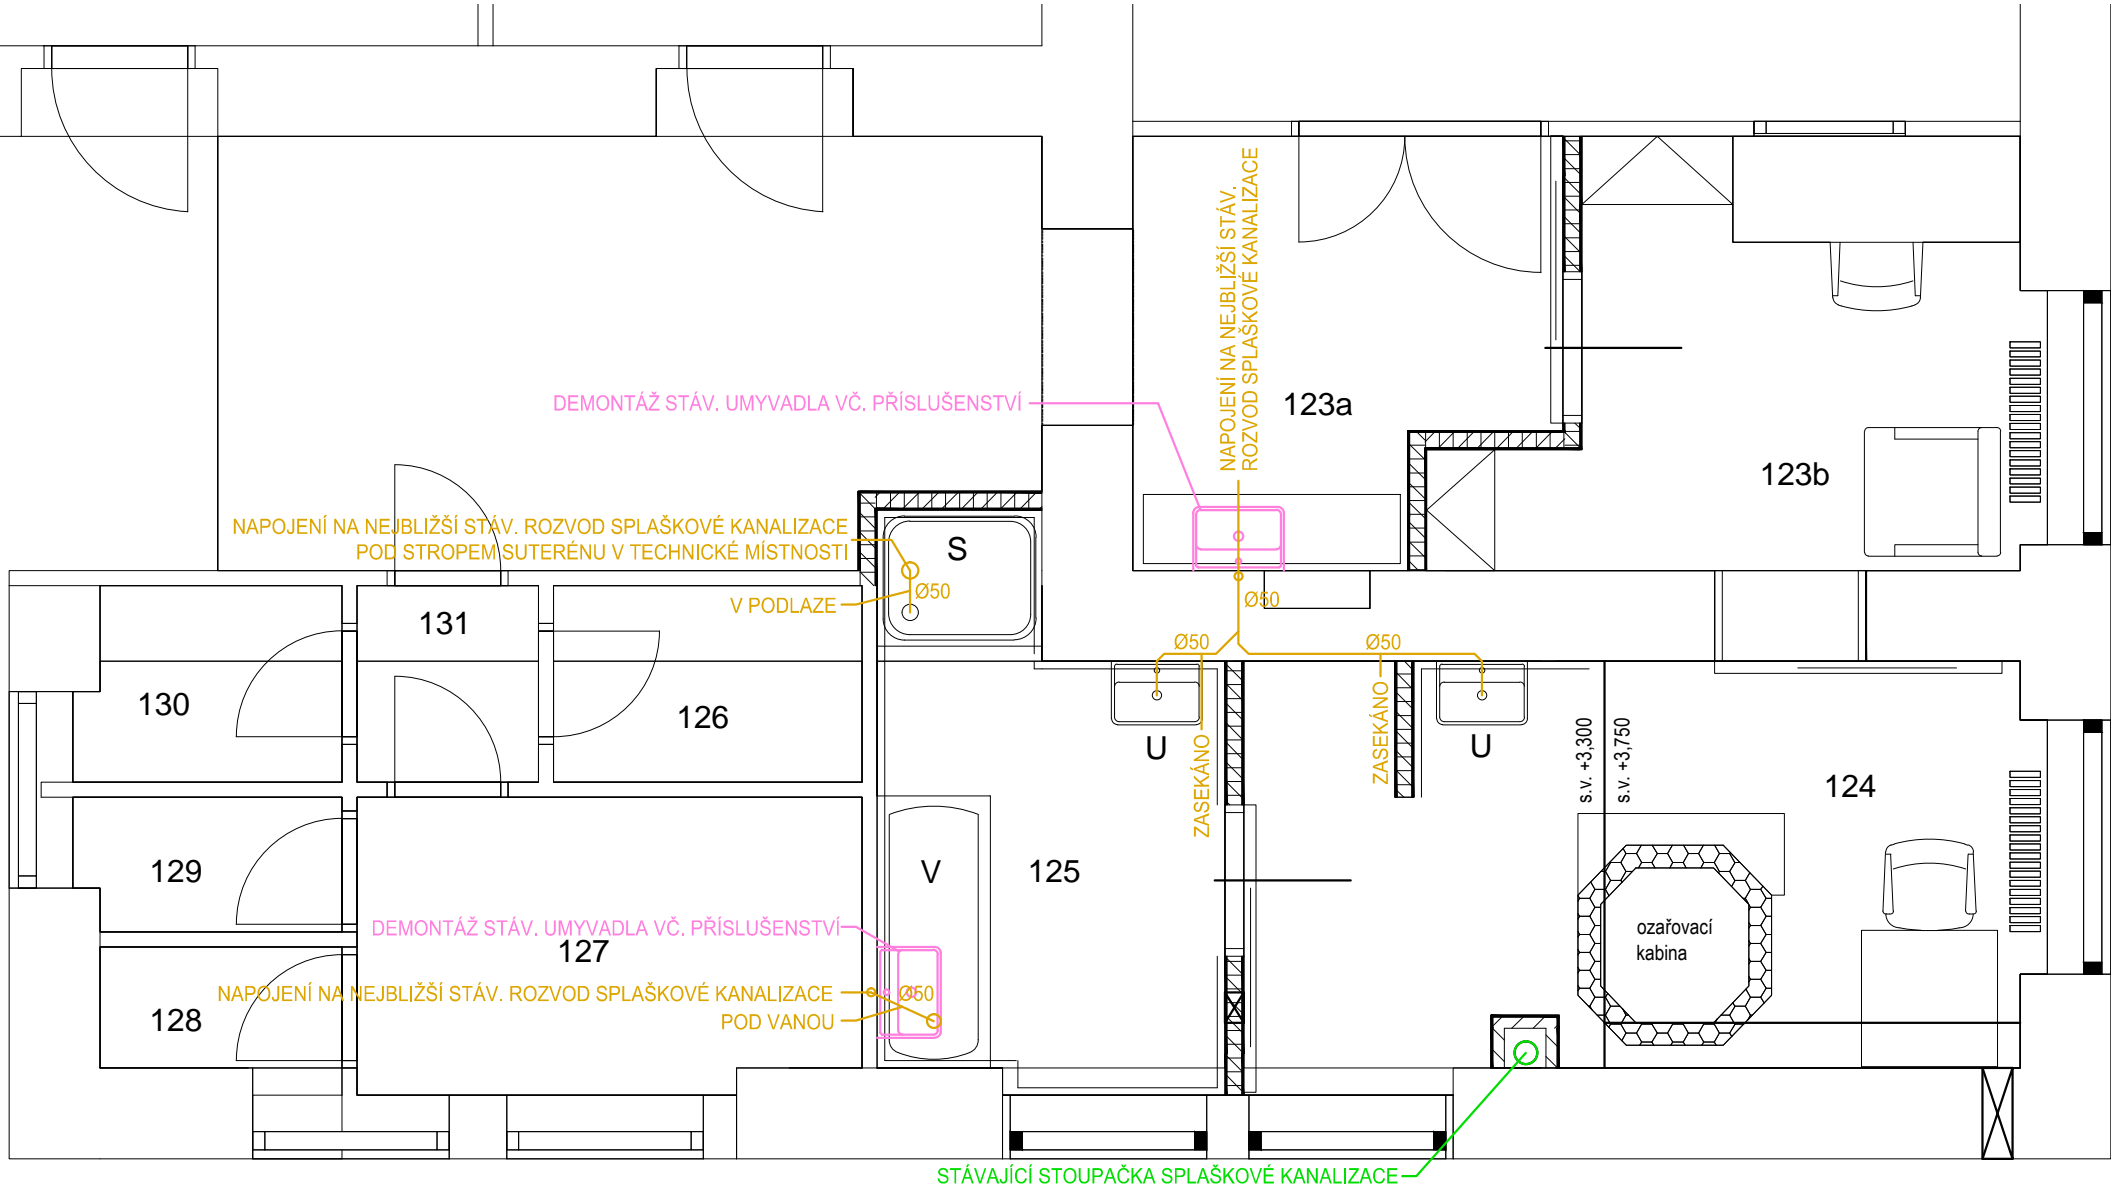 NAPOJENÍ NA NEJBLIŽŠÍ STÁV.
ROZVOD SPLAŠKOVÉ KANALIZACE
DEMONTÁŽ STÁV. UMYVADLA VČ. PŘÍSLUŠENSTVÍ
123a
123b
NAPOJENÍ NA NEJBLIŽŠÍ STÁV. ROZVOD SPLAŠKOVÉ KANALIZACE
POD STROPEM SUTERÉNU V TECHNICKÉ MÍSTNOSTI
S
Ø50
V PODLAZE
Ø50
131
Ø50
Ø50
130
126
U
U
ZASEKÁNO
ZASEKÁNO
s.v. +3,300
s.v. +3,750
124
129
V
125
DEMONTÁŽ STÁV. UMYVADLA VČ. PŘÍSLUŠENSTVÍ
127
ozařovací
kabina
NAPOJENÍ NA NEJBLIŽŠÍ STÁV. ROZVOD SPLAŠKOVÉ KANALIZACE
Ø50
POD VANOU
128
STÁVAJÍCÍ STOUPAČKA SPLAŠKOVÉ KANALIZACE